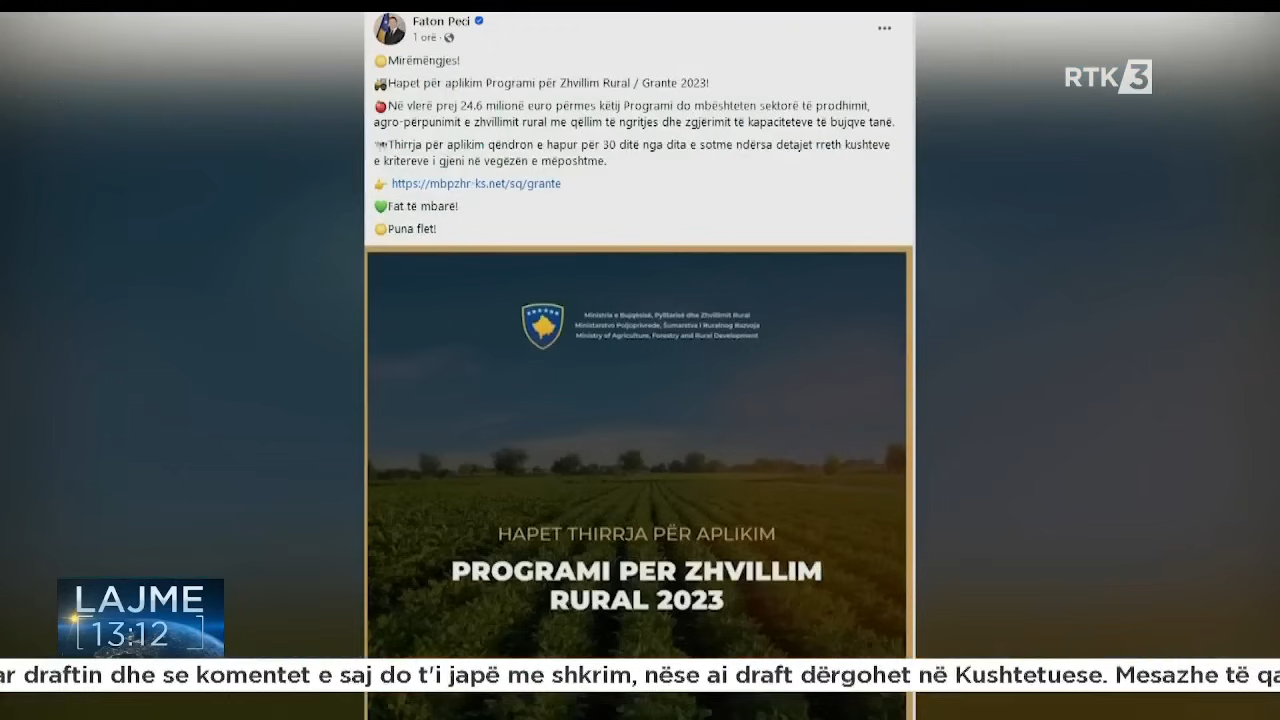 Faton Peci
1 orë
RTK 3
Mirëmëngjes!
Hapet për aplikim Programi për Zhvillim Rural / Grante 2023!
Në vlerë prej 24.6 milionë euro përmes këtij Programi do mbështeten sektorë të prodhimit,
agro-përpunimit e zhvillimit rural me qëllim të ngritjes dhe zgjërimit të kapaciteteve të bujqve tanë.
Thirrja për aplikim qëndron e hapur për 30 ditë nga dita e sotme ndërsa detajet rreth kushteve
e kritereve i gjeni në vegëzën e mëposhtme.
https://mbpzhr-ks.net/sq/grante
Fat të mbarë!
Puna flet!
Ministria e Bujqësisë, Pylltarisë dhe Zhvillimit Rural
Ministarstvo Poljoprivrede, Šumarstva i Ruralnog Razvoja
Ministry of Agriculture, Forestry and Rural Development
HAPET THIRRJA PËR APLIKIM
PROGRAMI PER ZHVILLIM
RURAL 2023
LAJME
13:12
ar draftin dhe se komentet e saj do t'i japë me shkrim, nëse ai draft dërgohet në Kushtetuese. Mesazhe të qa